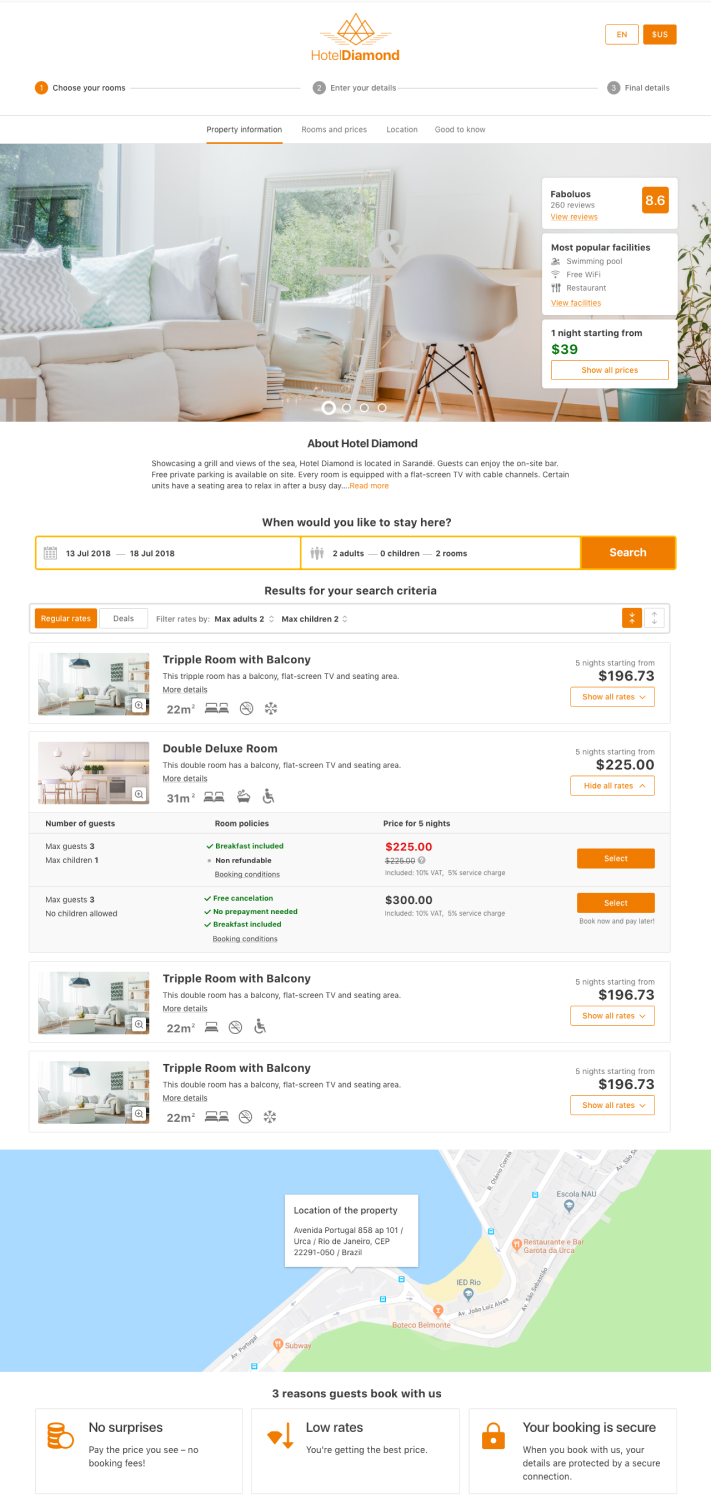 HotelDiamond
EN
$US
1 Choose your rooms
2 Enter your details
3 Final details
Property information
Rooms and prices
Location
Good to know
Faboluos
260 reviews
View reviews
8.6
Most popular facilities
Swimming pool
Free WiFi
Restaurant
View facilities
1 night starting from
$39
Show all prices
About Hotel Diamond
Showcasing a grill and views of the sea, Hotel Diamond is located in Sarandë. Guests can enjoy the on-site bar.
Free private parking is available on site. Every room is equipped with a flat-screen TV with cable channels. Certain
units have a seating area to relax in after a busy day....Read more
When would you like to stay here?
13 Jul 2018 — 18 Jul 2018
2 adults — 0 children — 2 rooms
Search
Results for your search criteria
Regular rates
Deals
Filter rates by: Max adults 2 Max children 2
Tripple Room with Balcony
This tripple room has a balcony, flat-screen TV and seating area.
More details
22m²
5 nights starting from
$196.73
Show all rates
Double Deluxe Room
This double room has a balcony, flat-screen TV and seating area.
More details
31m²
5 nights starting from
$225.00
Hide all rates
Number of guests
Room policies
Price for 5 nights
Max guests 3
Max children 1
Breakfast included
Non refundable
Booking conditions
$225.00
$225.00
Included: 10% VAT, 5% service charge
Select
Max guests 3
No children allowed
Free cancelation
No prepayment needed
Breakfast included
Booking conditions
$300.00
Included: 10% VAT, 5% service charge
Select
Book now and pay later!
Tripple Room with Balcony
This double room has a balcony, flat-screen TV and seating area.
More details
22m²
5 nights starting from
$196.73
Show all rates
Tripple Room with Balcony
This double room has a balcony, flat-screen TV and seating area.
More details
22m²
5 nights starting from
$196.73
Show all rates
Location of the property
Avenida Portugal 858 ap 101 /
Urca / Rio de Janeiro, CEP
22291-050 / Brazil
R. Otávio Corrêa
Av. São
Escola NAU
Restaurante e Bar
Garota da Urca
IED Rio
Av. São Sebastião
Av. João Luiz Alves
Boteco Belmonte
Av. Portugal
Subway
3 reasons guests book with us
No surprises
Pay the price you see – no
booking fees!
Low rates
You're getting the best price.
Your booking is secure
When you book with us, your
details are protected by a secure
connection.